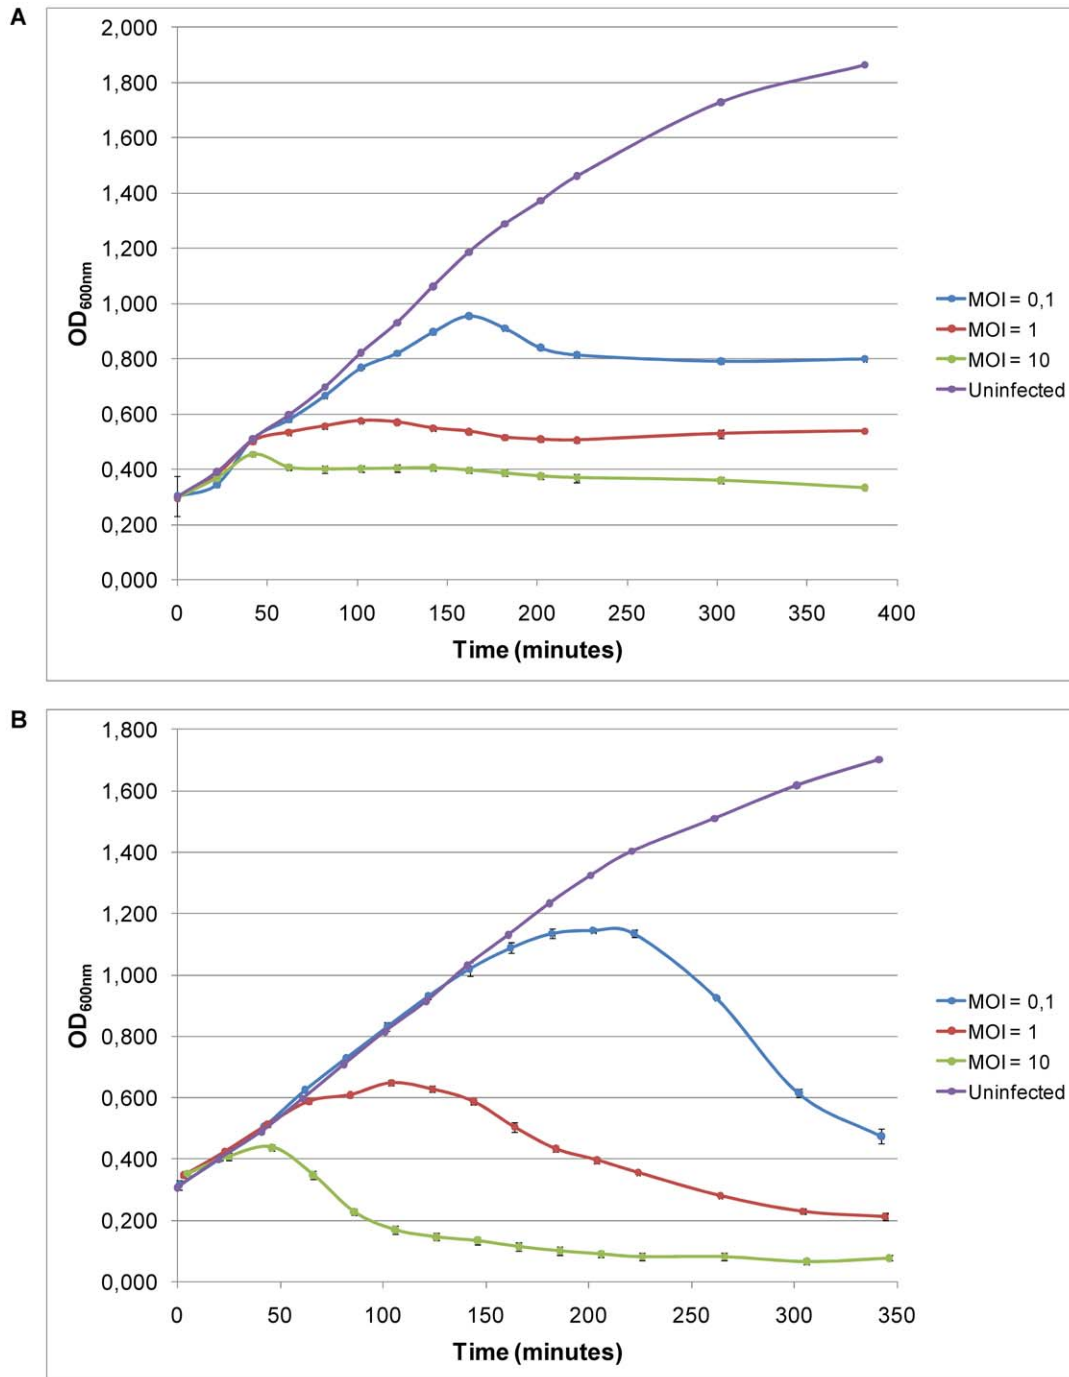 A
2,000
1,800
1,600
1,400
1,200
1,000
0,800
0,600
0,400
0,200
0,000
OD600nm
0 50 100 150 200 250 300 350 400
Time (minutes)
MOI = 0,1
MOI = 1
MOI = 10
Uninfected
B
1,800
1,600
1,400
1,200
1,000
0,800
0,600
0,400
0,200
0,000
OD600nm
0 50 100 150 200 250 300 350
Time (minutes)
MOI = 0,1
MOI = 1
MOI = 10
Uninfected